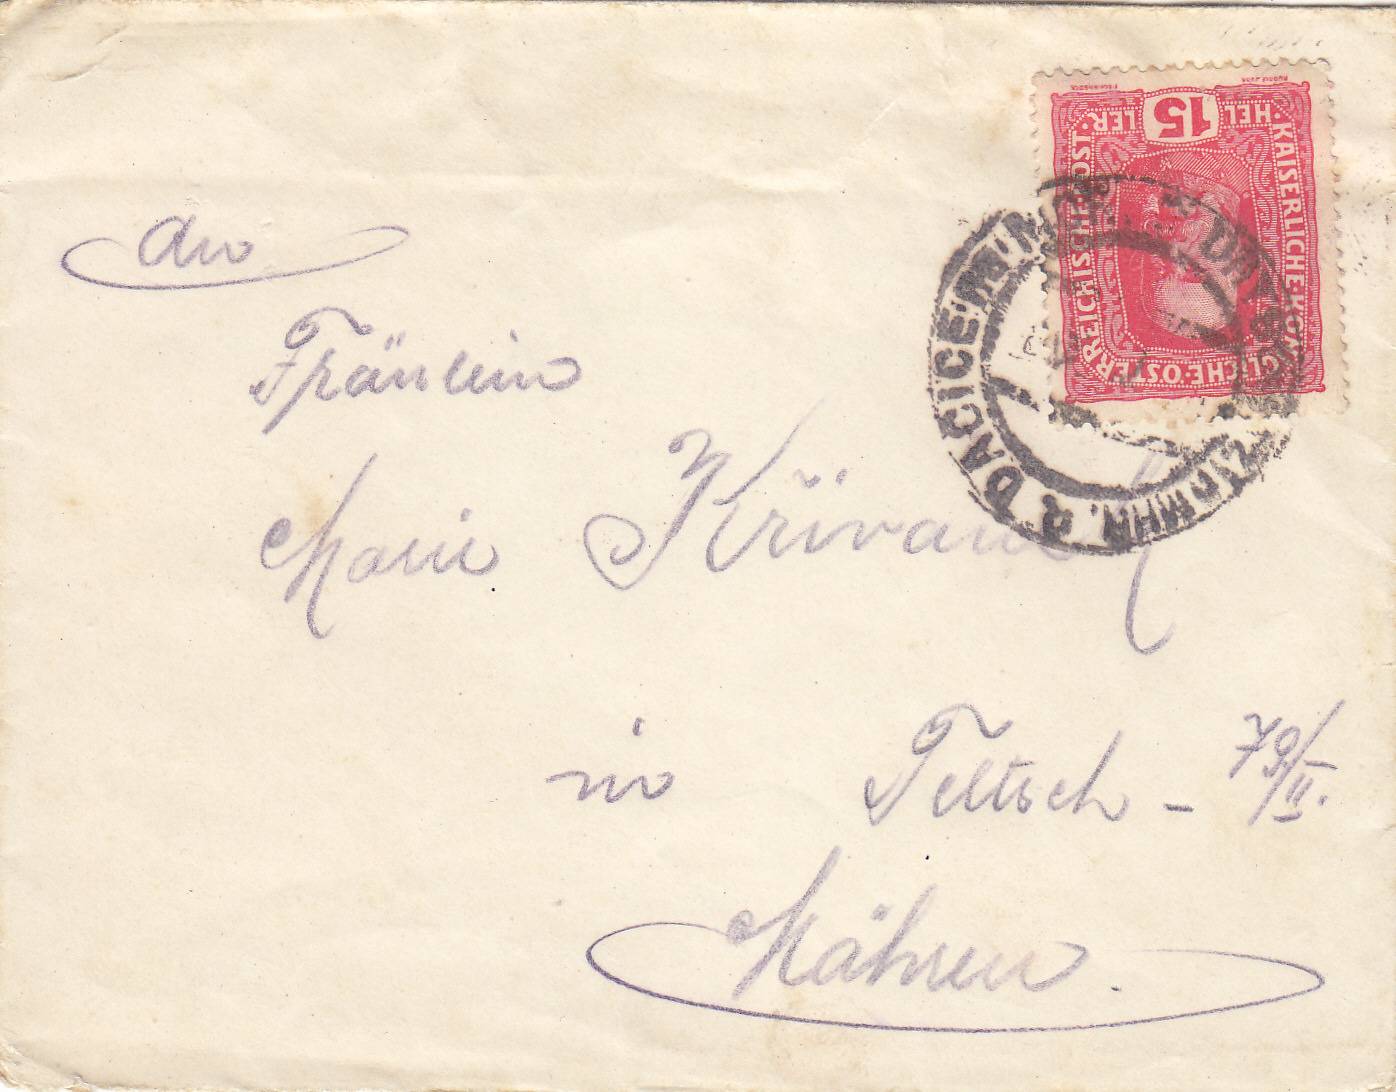 An
Fräulein
Marie Křivanek
in Teltsch - 79/II.
Mähren.
KAISERLICHE·KÖNIGLICHE·ÖSTERREICHISCHE·POST·
15 HELLER
DAČICE